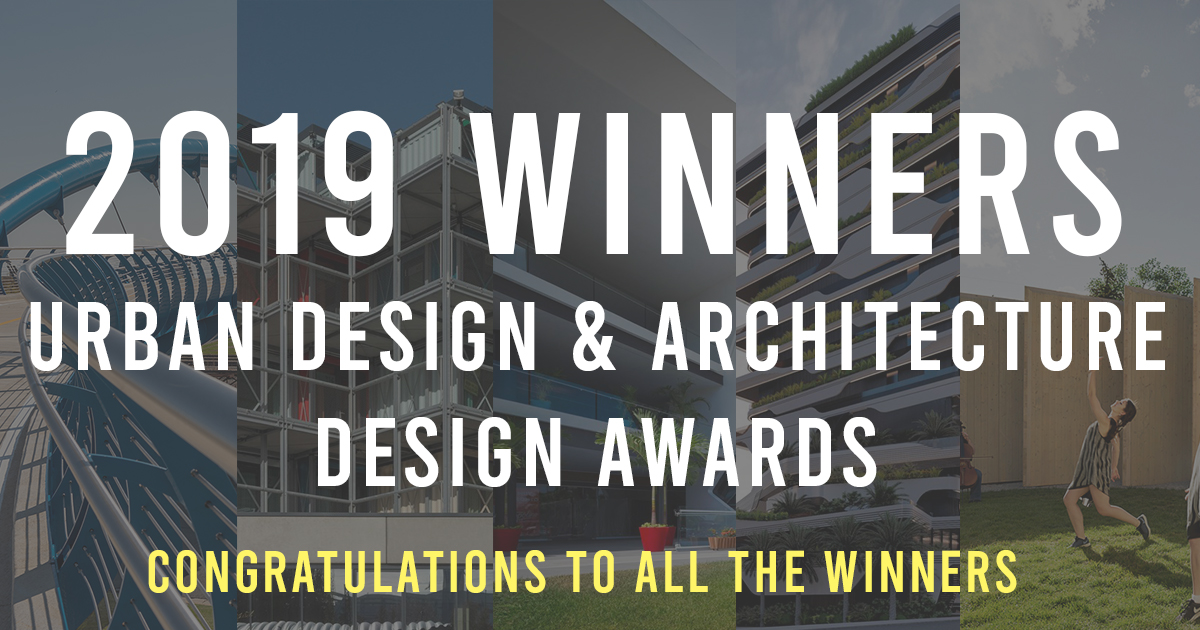 2019 WINNERS
URBAN DESIGN & ARCHITECTURE
DESIGN AWARDS
CONGRATULATIONS TO ALL THE WINNERS